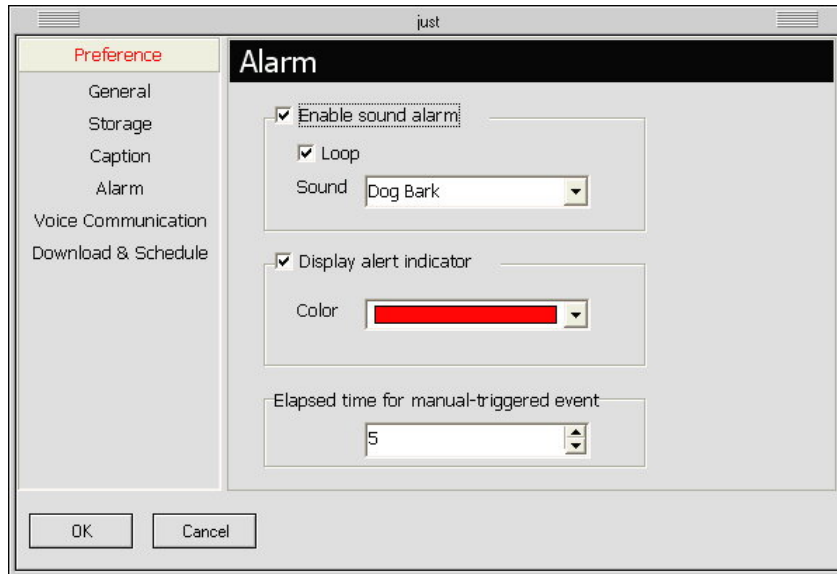 just
Preference
General
Storage
Caption
Alarm
Voice Communication
Download & Schedule
Alarm
Enable sound alarm
Loop
Sound Dog Bark
Display alert indicator
Color
Elapsed time for manual-triggered event
5
OK Cancel